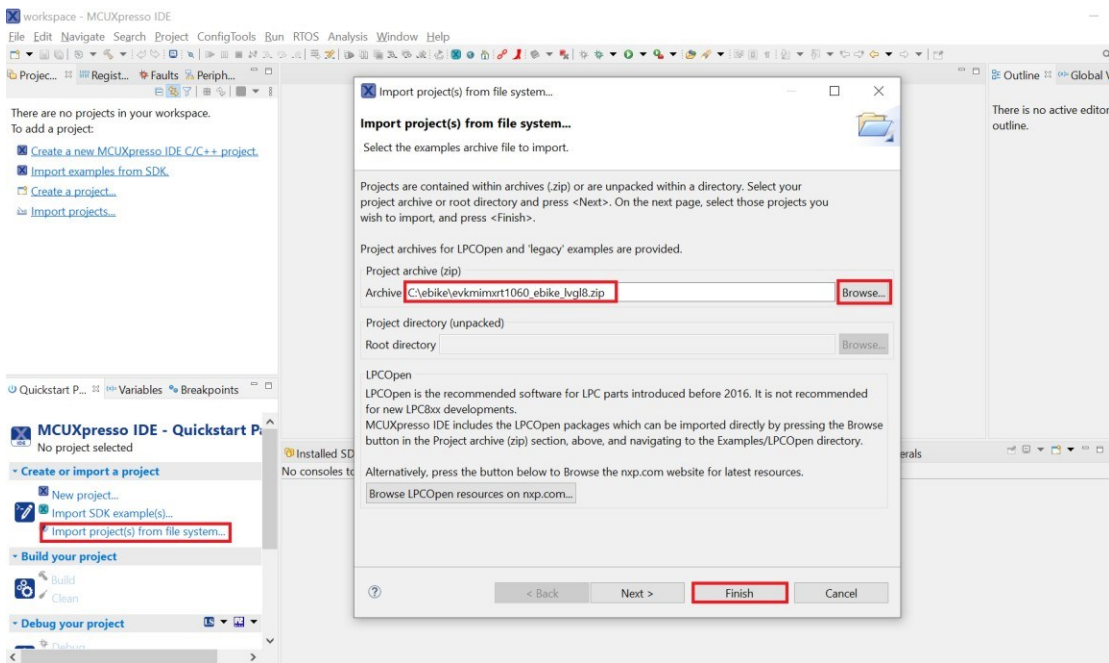 workspace - MCUXpresso IDE
File Edit Navigate Search Project ConfigTools Run RTOS Analysis Window Help
Projec... Regist... Faults Periph...
There are no projects in your workspace.
To add a project:
Create a new MCUXpresso IDE C/C++ project.
Import examples from SDK.
Create a project...
Import projects...
Quickstart P... (x)= Variables Breakpoints
IDE MCUXpresso IDE - Quickstart Pa
No project selected
Create or import a project
New project...
Import SDK example(s)...
Import project(s) from file system...
Build your project
Build
Clean
Debug your project
Debug
Import project(s) from file system...
Import project(s) from file system...
Select the examples archive file to import.
Projects are contained within archives (.zip) or are unpacked within a directory. Select your
project archive or root directory and press <Next>. On the next page, select those projects you
wish to import, and press <Finish>.
Project archives for LPCOpen and 'legacy' examples are provided.
Project archive (zip)
Archive C:\ebike\evkmimxrt1060_ebike_lvgl8.zip Browse...
Project directory (unpacked)
Root directory Browse...
LPCOpen
LPCOpen is the recommended software for LPC parts introduced before 2016. It is not recommended
for new LPC8xx developments.
MCUXpresso IDE includes the LPCOpen packages which can be imported directly by pressing the Browse
button in the Project archive (zip) section, above, and navigating to the Examples/LPCOpen directory.
Alternatively, press the button below to Browse the nxp.com website for latest resources.
Browse LPCOpen resources on nxp.com...
? < Back Next > Finish Cancel
Installed SD
No consoles to
erals
Outline Global V
There is no active editor
outline.